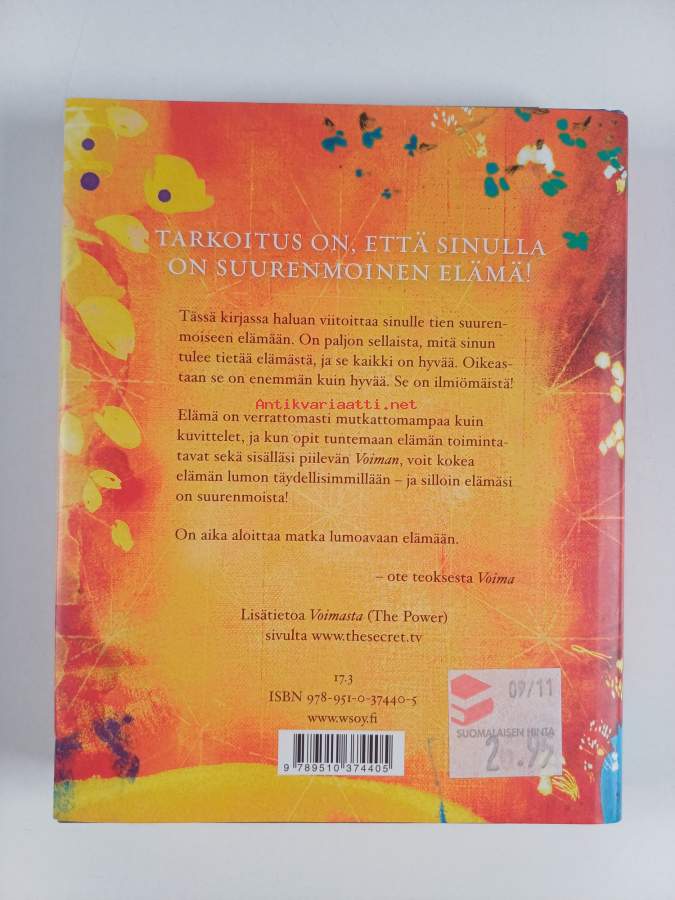 TARKOITUS ON, ETTÄ SINULLA
ON SUURENMOINEN ELÄMÄ!
Tässä kirjassa haluan viitoittaa sinulle tien suuren-
moiseen elämään. On paljon sellaista, mitä sinun
tulee tietää elämästä, ja se kaikki on hyvää. Oikeas-
taan se on enemmän kuin hyvää. Se on ilmiömäistä!
Antikvariaatti.net
Elämä on verrattomasti mutkattomampaa kuin
kuvittelet, ja kun opit tuntemaan elämän toiminta-
tavat sekä sisälläsi piilevän Voiman, voit kokea
elämän lumon täydellisimmillään – ja silloin elämäsi
on suurenmoista!
On aika aloittaa matka lumoavaan elämään.
– ote teoksesta Voima
Lisätietoa Voimasta (The Power)
sivulta www.thesecret.tv
17.3
ISBN 978-951-0-37440-5
www.wsoy.fi
9 789510 374405
09/11
SUOMALAISEN HINTA